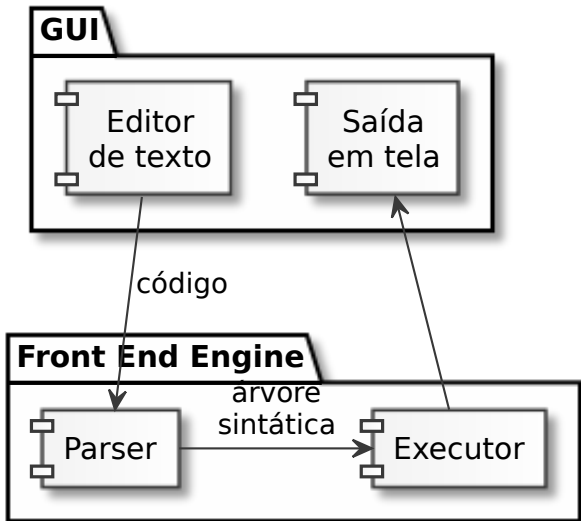 GUI
Editor
de texto
Saída
em tela
código
Front End Engine
árvore
sintática
Parser
Executor